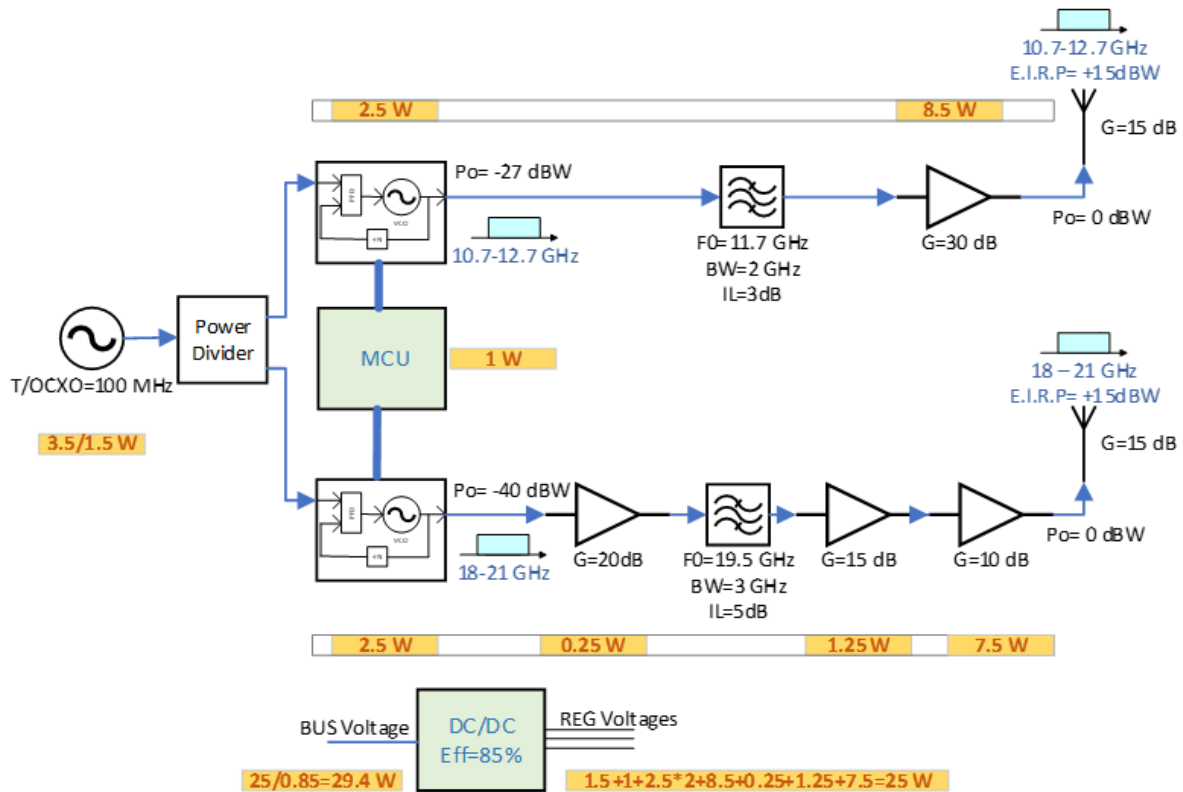 10.7-12.7 GHz
E.I.R.P= +15dBW
2.5 W
8.5 W
G=15 dB
Po= -27 dBW
PFD
VCO
÷N
10.7-12.7 GHz
F0=11.7 GHz
BW=2 GHz
IL=3dB
G=30 dB
Po= 0 dBW
Power
Divider
T/OCXO=100 MHz
3.5/1.5 W
MCU
1 W
18 – 21 GHz
E.I.R.P= +15dBW
G=15 dB
Po= -40 dBW
PFD
VCO
÷N
18-21 GHz
G=20dB
F0=19.5 GHz
BW=3 GHz
IL=5dB
G=15 dB
G=10 dB
Po= 0 dBW
2.5 W
0.25 W
1.25 W
7.5 W
BUS Voltage
DC/DC
Eff=85%
REG Voltages
25/0.85=29.4 W
1.5+1+2.5*2+8.5+0.25+1.25+7.5=25 W